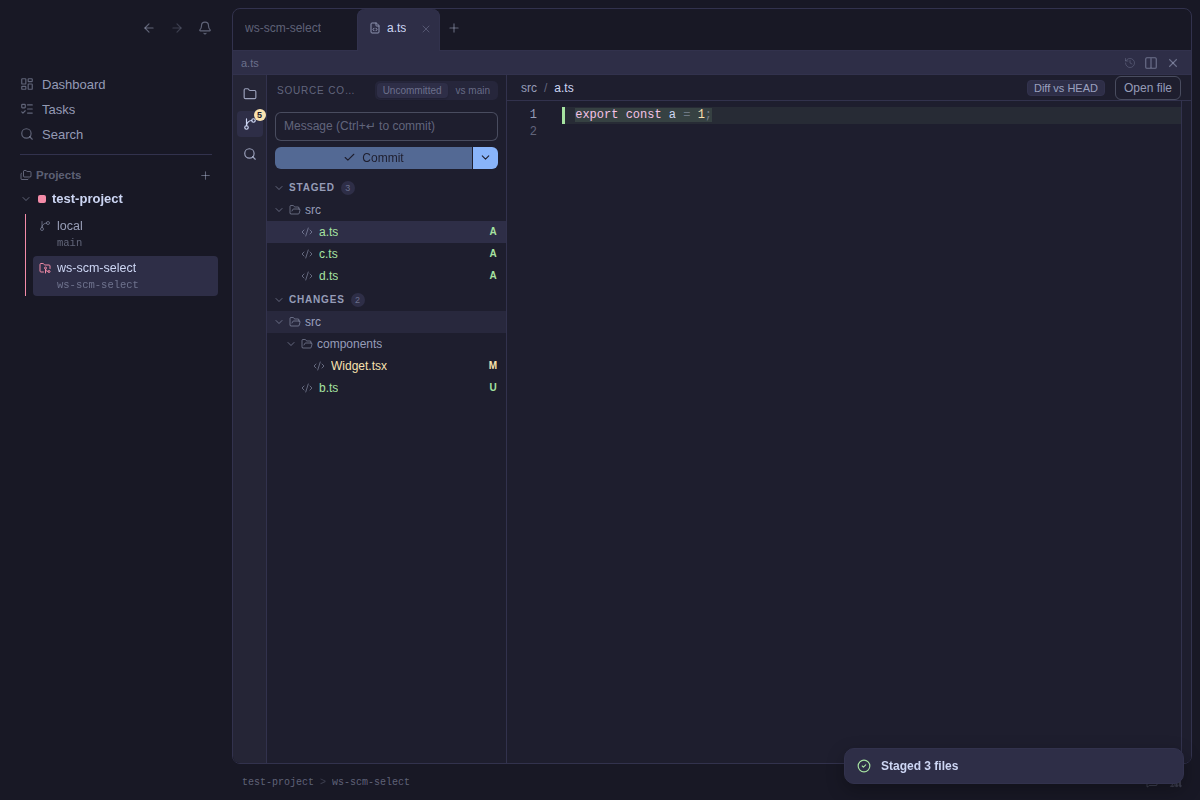 ws-scm-select
a.ts
a.ts
Dashboard
Tasks
Search
Projects
test-project
local
main
ws-scm-select
ws-scm-select
5
SOURCE CO...
Uncommitted
vs main
Message (Ctrl+↵ to commit)
Commit
STAGED 3
src
a.ts A
c.ts A
d.ts A
CHANGES 2
src
components
Widget.tsx M
b.ts U
src / a.ts
Diff vs HEAD
Open file
1 export const a = 1;
2
Staged 3 files
test-project > ws-scm-select